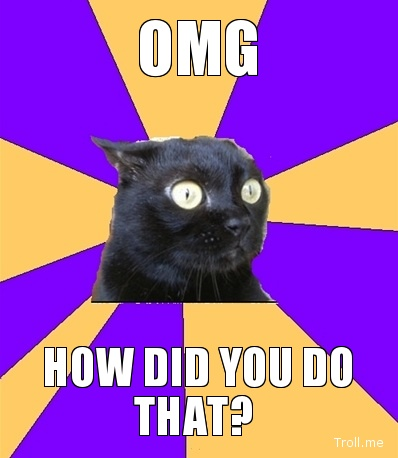 OMG
HOW DID YOU DO
THAT?
Troll.me